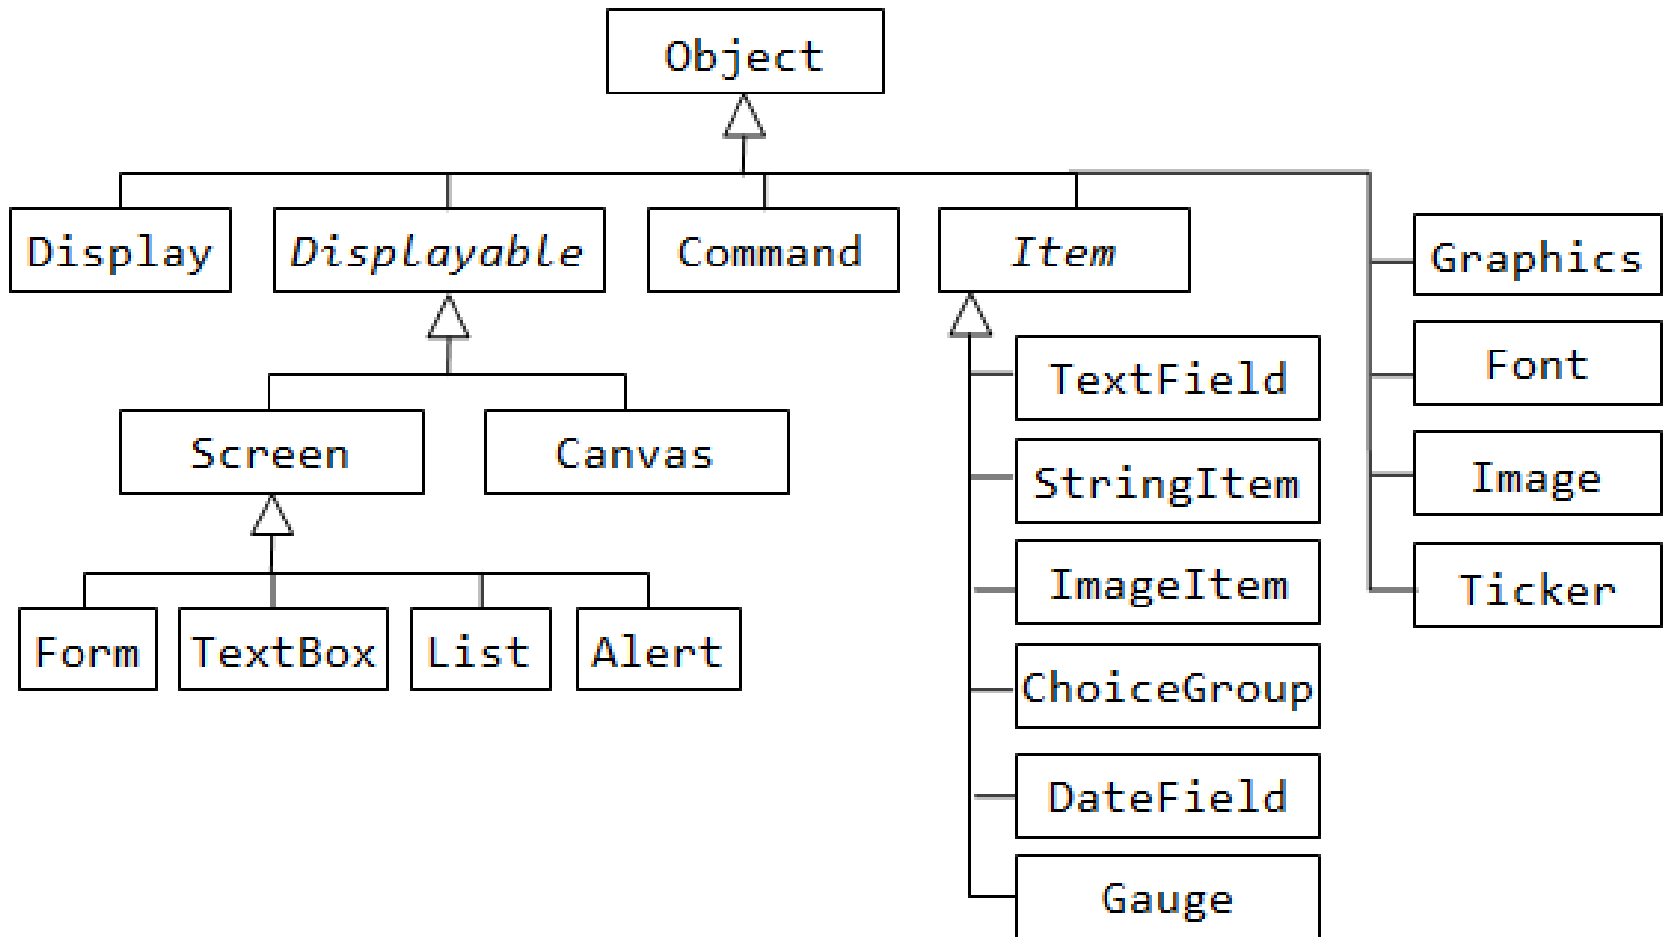 Object
Display
Displayable
Command
Item
Graphics
Font
Image
Ticker
Screen
Canvas
Form
TextBox
List
Alert
TextField
StringItem
ImageItem
ChoiceGroup
DateField
Gauge